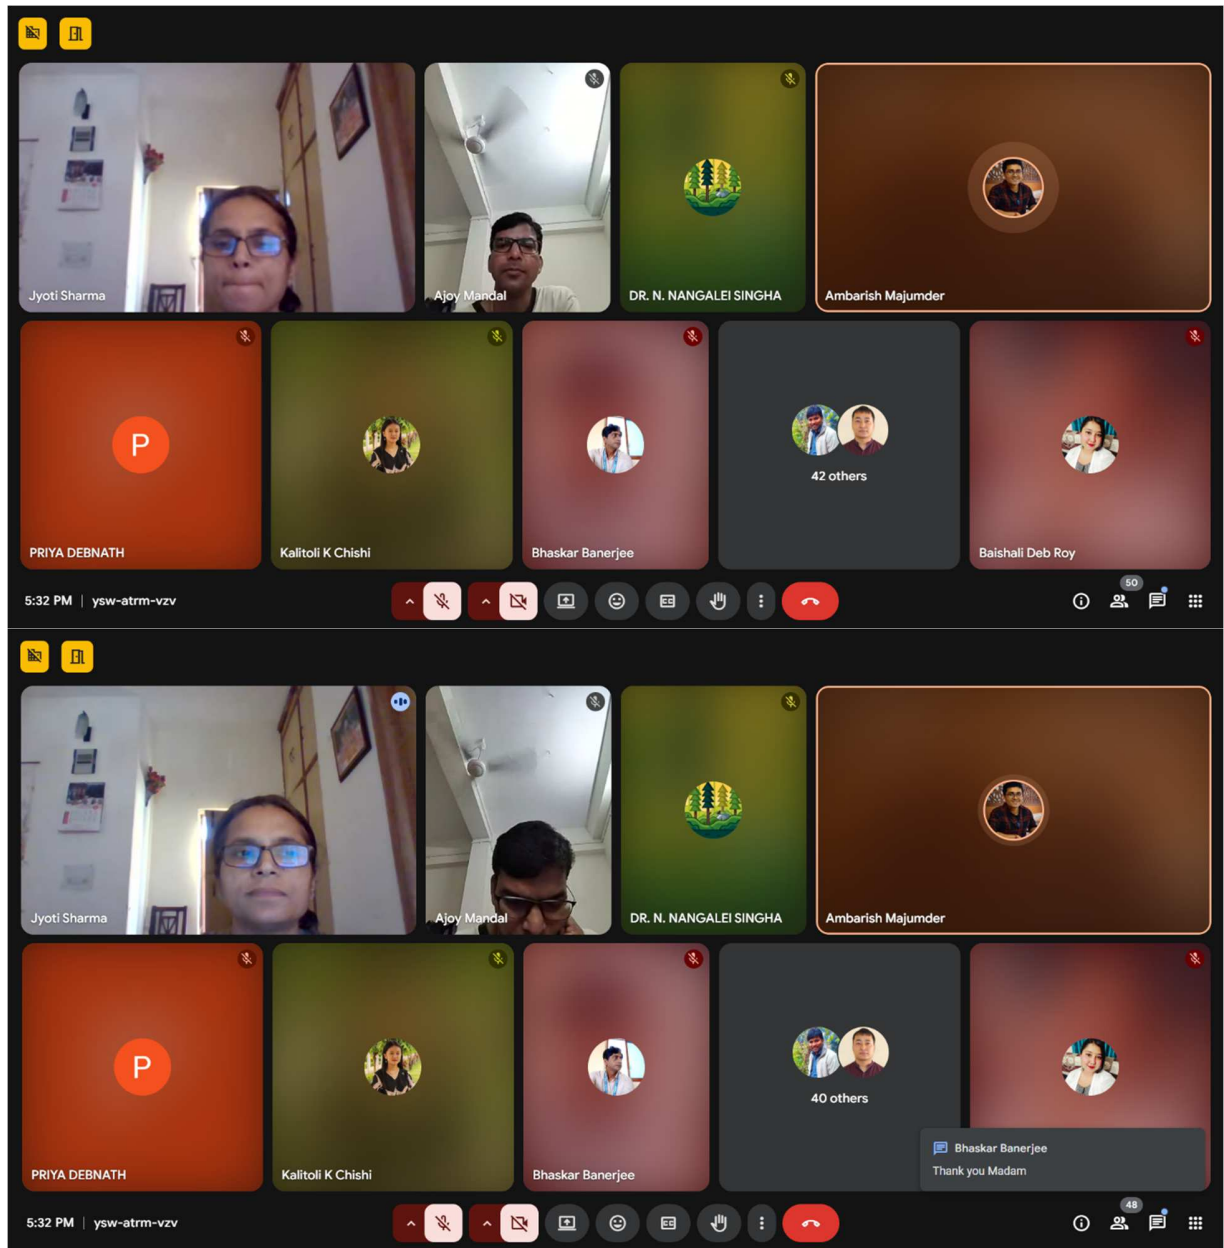 Jyoti Sharma
Ajoy Mandal
DR. N. NANGALEI SINGHA
Ambarish Majumder
P
PRIYA DEBNATH
Kalitoli K Chishi
Bhaskar Banerjee
42 others
Baishali Deb Roy
5:32 PM | ysw-atrm-vzv
50
Jyoti Sharma
Ajoy Mandal
DR. N. NANGALEI SINGHA
Ambarish Majumder
P
PRIYA DEBNATH
Kalitoli K Chishi
Bhaskar Banerjee
40 others
Bhaskar Banerjee
Thank you Madam
5:32 PM | ysw-atrm-vzv
48